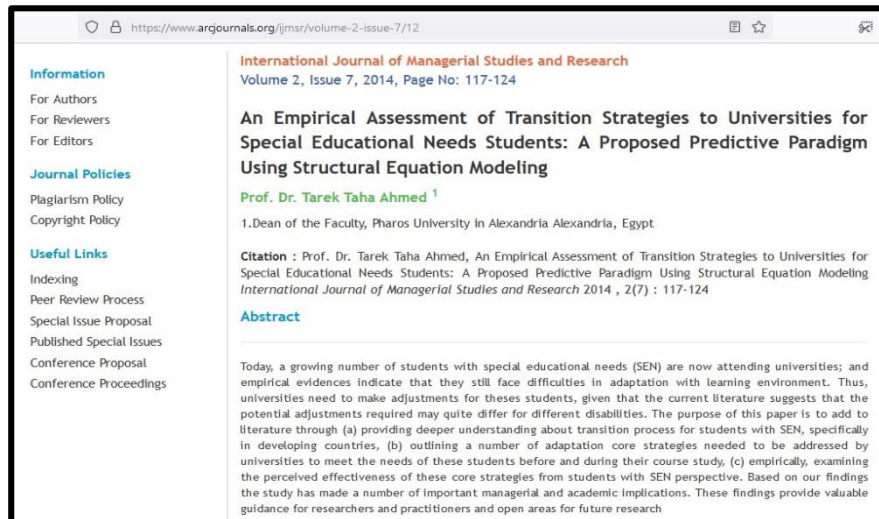 https://www.arcjournals.org/ijmsr/volume-2-issue-7/12
Information
For Authors
For Reviewers
For Editors
Journal Policies
Plagiarism Policy
Copyright Policy
Useful Links
Indexing
Peer Review Process
Special Issue Proposal
Published Special Issues
Conference Proposal
Conference Proceedings
International Journal of Managerial Studies and Research
Volume 2, Issue 7, 2014, Page No: 117-124
An Empirical Assessment of Transition Strategies to Universities for
Special Educational Needs Students: A Proposed Predictive Paradigm
Using Structural Equation Modeling
Prof. Dr. Tarek Taha Ahmed 1
1.Dean of the Faculty, Pharos University in Alexandria Alexandria, Egypt
Citation : Prof. Dr. Tarek Taha Ahmed, An Empirical Assessment of Transition Strategies to Universities for
Special Educational Needs Students: A Proposed Predictive Paradigm Using Structural Equation Modeling
International Journal of Managerial Studies and Research 2014 , 2(7) : 117-124
Abstract
Today, a growing number of students with special educational needs (SEN) are now attending universities; and
empirical evidences indicate that they still face difficulties in adaptation with learning environment. Thus,
universities need to make adjustments for theses students, given that the current literature suggests that the
potential adjustments required may quite differ for different disabilities. The purpose of this paper is to add to
literature through (a) providing deeper understanding about transition process for students with SEN, specifically
in developing countries, (b) outlining a number of adaptation core strategies needed to be addressed by
universities to meet the needs of these students before and during their course study, (c) empirically, examining
the perceived effectiveness of these core strategies from students with SEN perspective. Based on our findings
the study has made a number of important managerial and academic implications. These findings provide valuable
guidance for researchers and practitioners and open areas for future research